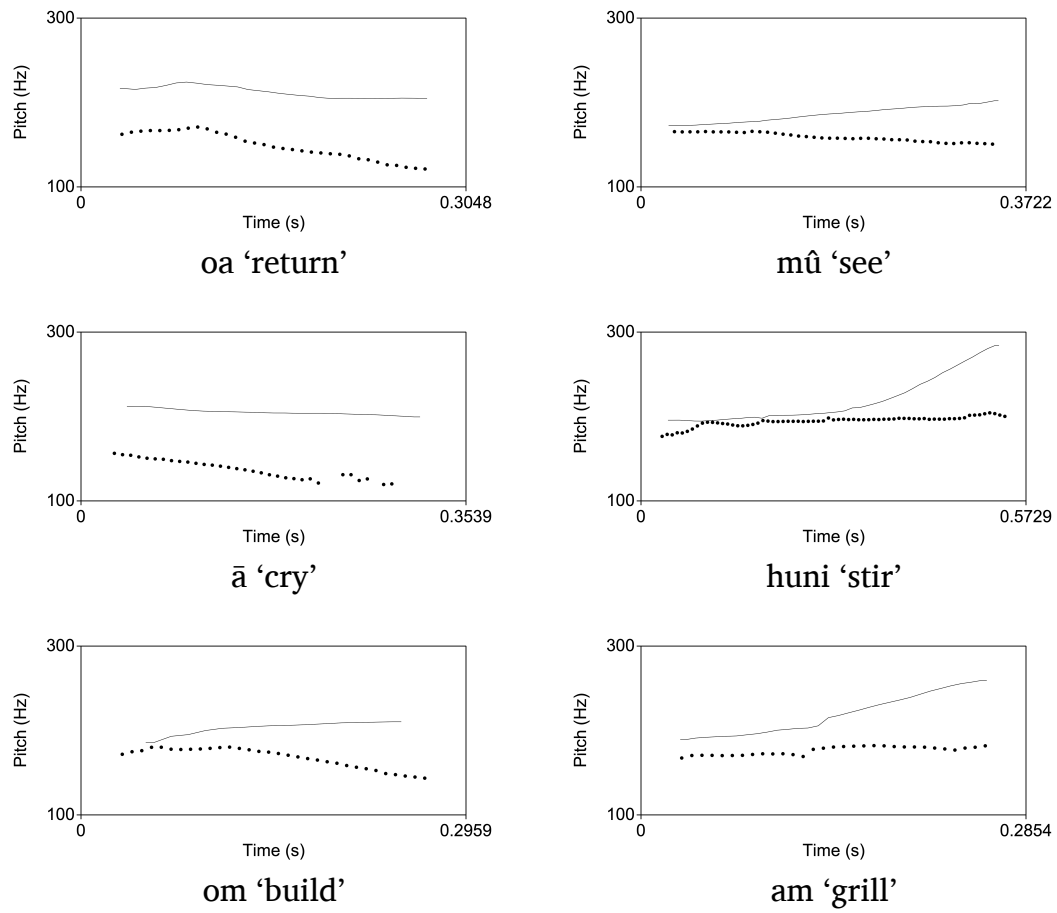 300
Pitch (Hz)
100
0
0.3048
Time (s)
oa ‘return’
300
Pitch (Hz)
100
0
0.3722
Time (s)
mû ‘see’
300
Pitch (Hz)
100
0
0.3539
Time (s)
ā ‘cry’
300
Pitch (Hz)
100
0
0.5729
Time (s)
huni ‘stir’
300
Pitch (Hz)
100
0
0.2959
Time (s)
om ‘build’
300
Pitch (Hz)
100
0
0.2854
Time (s)
am ‘grill’